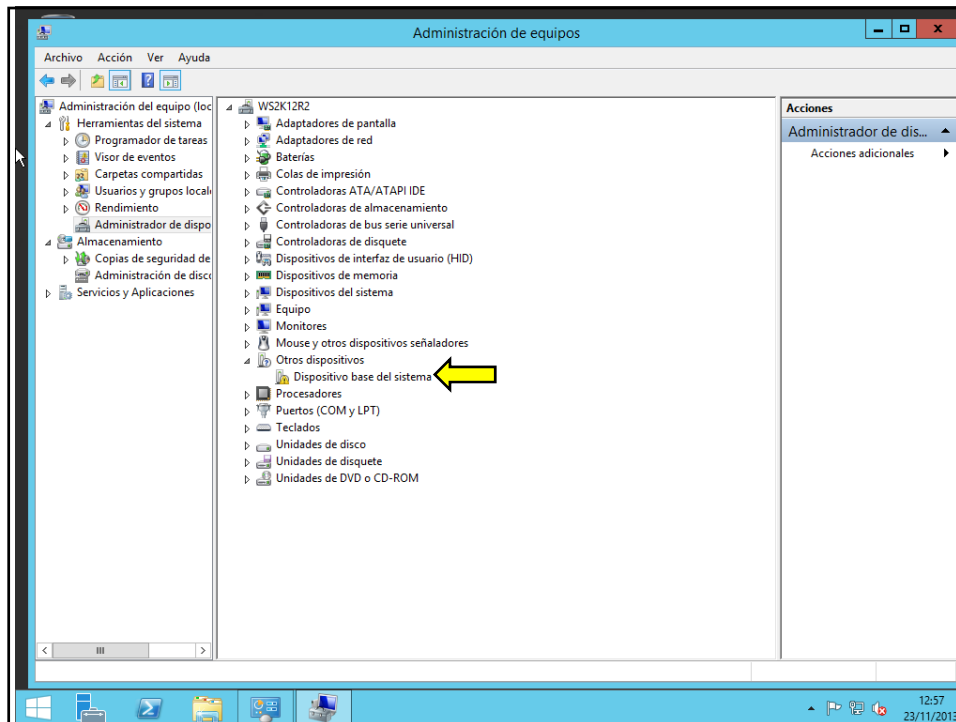 Administración de equipos
Archivo Acción Ver Ayuda
Administración del equipo (loc
Herramientas del sistema
Programador de tareas
Visor de eventos
Carpetas compartidas
Usuarios y grupos local
Rendimiento
Administrador de dispo
Almacenamiento
Copias de seguridad de
Administración de disco
Servicios y Aplicaciones
WS2K12R2
Adaptadores de pantalla
Adaptadores de red
Baterías
Colas de impresión
Controladoras ATA/ATAPI IDE
Controladoras de almacenamiento
Controladoras de bus serie universal
Controladoras de disquete
Dispositivos de interfaz de usuario (HID)
Dispositivos de memoria
Dispositivos del sistema
Equipo
Monitores
Mouse y otros dispositivos señaladores
Otros dispositivos
Dispositivo base del sistema
Procesadores
Puertos (COM y LPT)
Teclados
Unidades de disco
Unidades de disquete
Unidades de DVD o CD-ROM
Acciones
Administrador de dis...
Acciones adicionales
12:57
23/11/2013